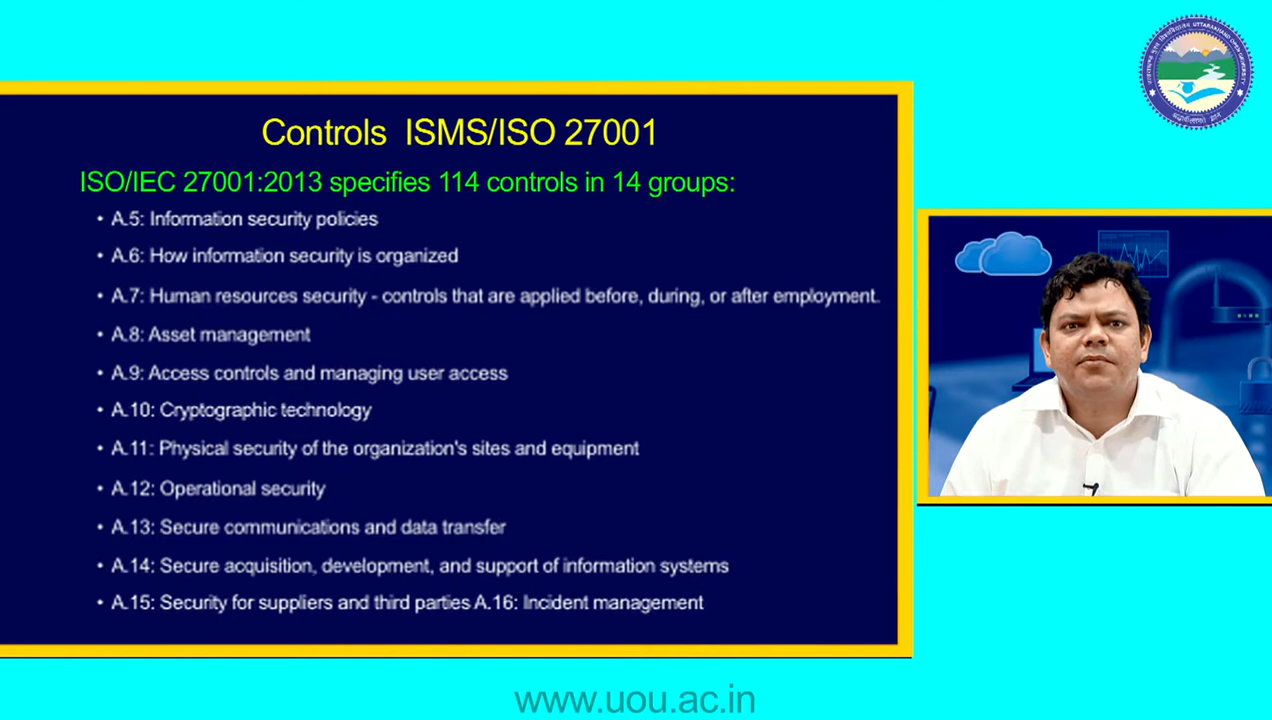 Controls ISMS/ISO 27001
ISO/IEC 27001:2013 specifies 114 controls in 14 groups:
• A.5: Information security policies
• A.6: How information security is organized
• A.7: Human resources security - controls that are applied before, during, or after employment.
• A.8: Asset management
• A.9: Access controls and managing user access
• A.10: Cryptographic technology
• A.11: Physical security of the organization's sites and equipment
• A.12: Operational security
• A.13: Secure communications and data transfer
• A.14: Secure acquisition, development, and support of information systems
• A.15: Security for suppliers and third parties A.16: Incident management
UTTARAKHAND OPEN UNIVERSITY
www.uou.ac.in